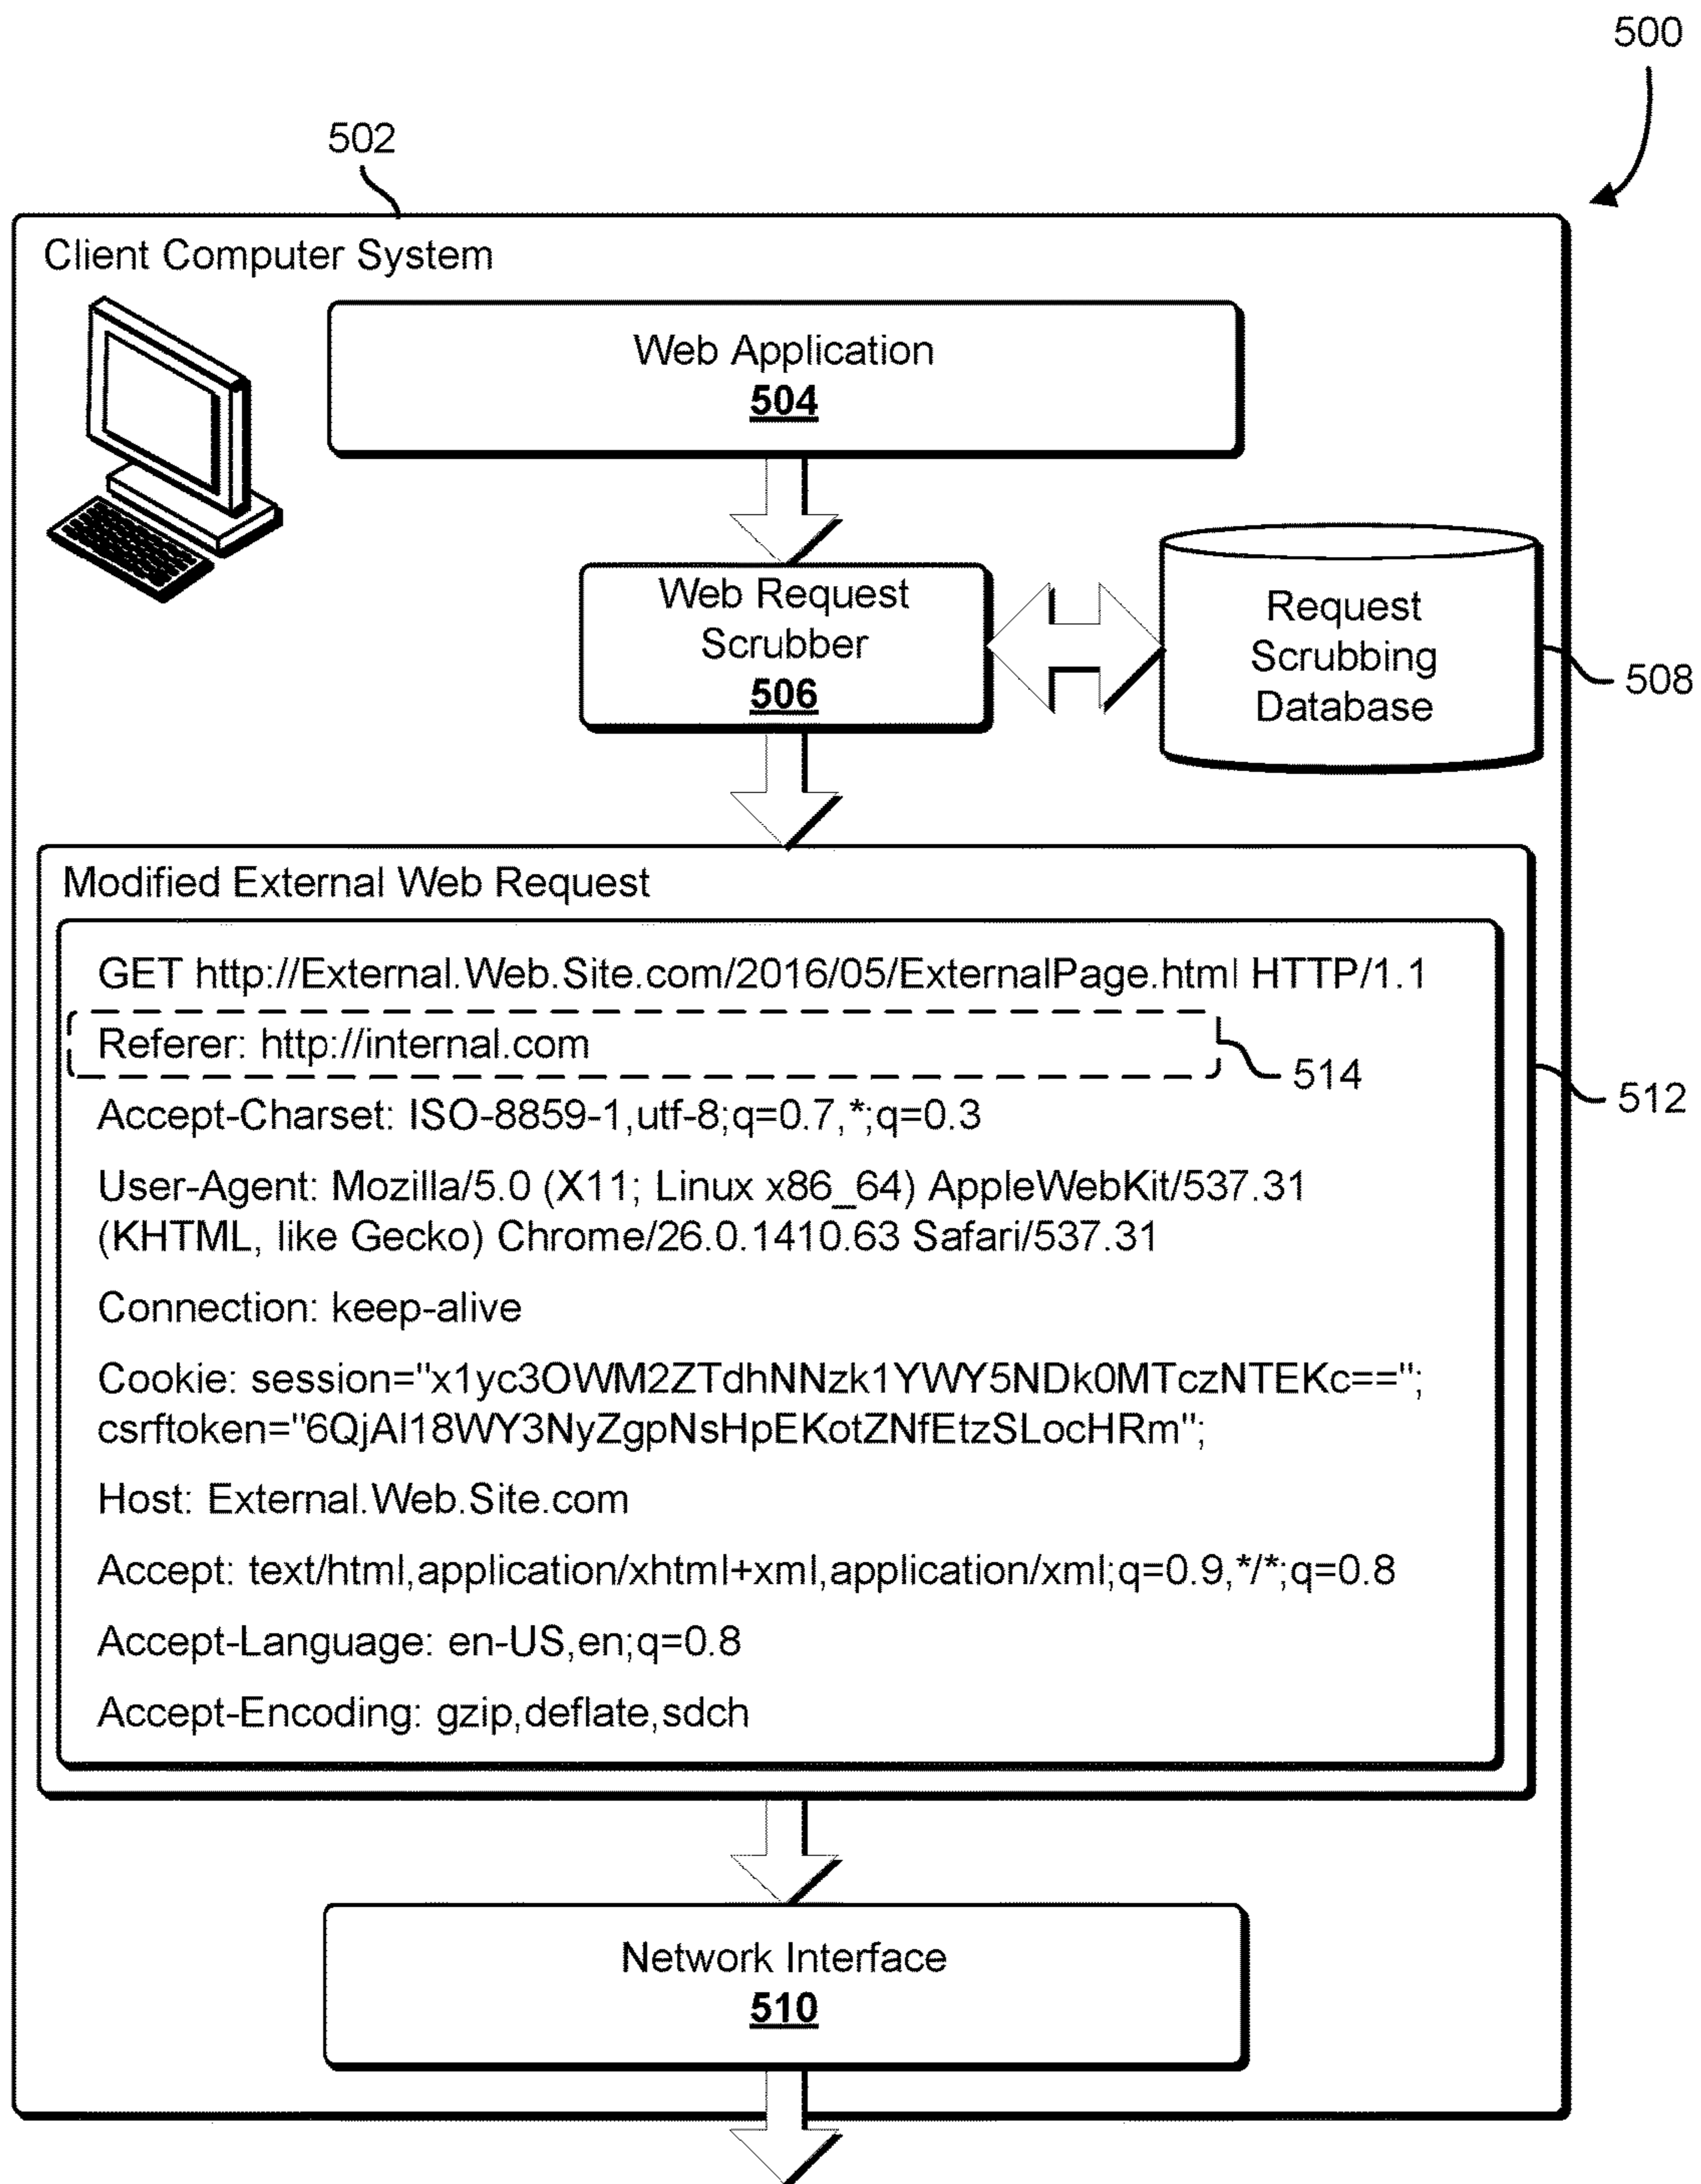 500
502
Client Computer System
Web Application
504
Web Request
Scrubber
506
Request
Scrubbing
Database
508
Modified External Web Request
GET http://External.Web.Site.com/2016/05/ExternalPage.html HTTP/1.1
Referer: http://internal.com
514
512
Accept-Charset: ISO-8859-1,utf-8;q=0.7,*;q=0.3
User-Agent: Mozilla/5.0 (X11; Linux x86_64) AppleWebKit/537.31
(KHTML, like Gecko) Chrome/26.0.1410.63 Safari/537.31
Connection: keep-alive
Cookie: session="x1yc3OWM2ZTdhNNzk1YWY5NDk0MTczNTEKc==";
csrftoken="6QjAl18WY3NyZgpNsHpEKotZNfEtzSLocHRm";
Host: External.Web.Site.com
Accept: text/html,application/xhtml+xml,application/xml;q=0.9,*/*;q=0.8
Accept-Language: en-US,en;q=0.8
Accept-Encoding: gzip,deflate,sdch
Network Interface
510